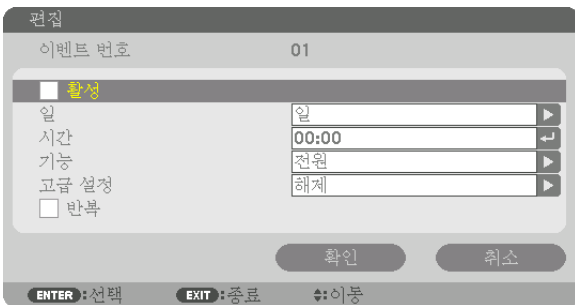 편집
이벤트 번호 01
활성
일 일
시간 00:00
기능 전원
고급 설정 해제
반복
확인 취소
ENTER:선택 EXIT:종료 :이동